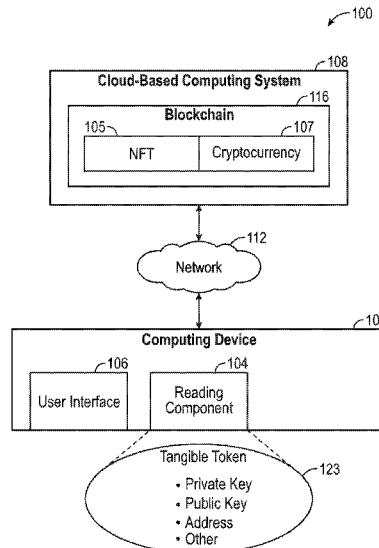 100
108
Cloud-Based Computing System
116
Blockchain
105
107
NFT
Cryptocurrency
112
Network
10
Computing Device
106
104
User Interface
Reading
Component
Tangible Token
123
• Private Key
• Public Key
• Address
• Other